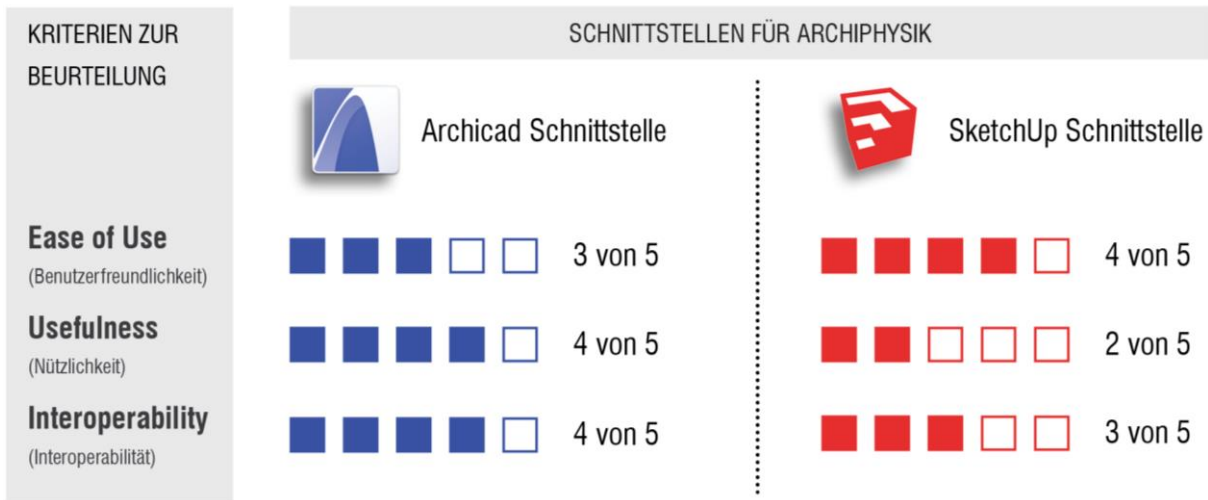 KRITERIEN ZUR
BEURTEILUNG
SCHNITTSTELLEN FÜR ARCHIPHYSIK
Archicad Schnittstelle
SketchUp Schnittstelle
Ease of Use
(Benutzerfreundlichkeit)
3 von 5
4 von 5
Usefulness
(Nützlichkeit)
4 von 5
2 von 5
Interoperability
(Interoperabilität)
4 von 5
3 von 5